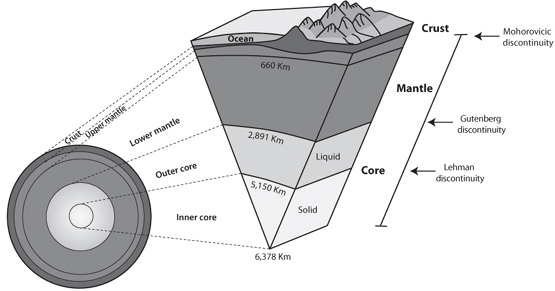 Crust
Ocean
Mohorovicic
discontinuity
660 Km
Mantle
Crust
Upper mantle
Lower mantle
Gutenberg
discontinuity
2,891 Km
Liquid
Outer core
Core
Lehman
discontinuity
5,150 Km
Solid
Inner core
6,378 Km